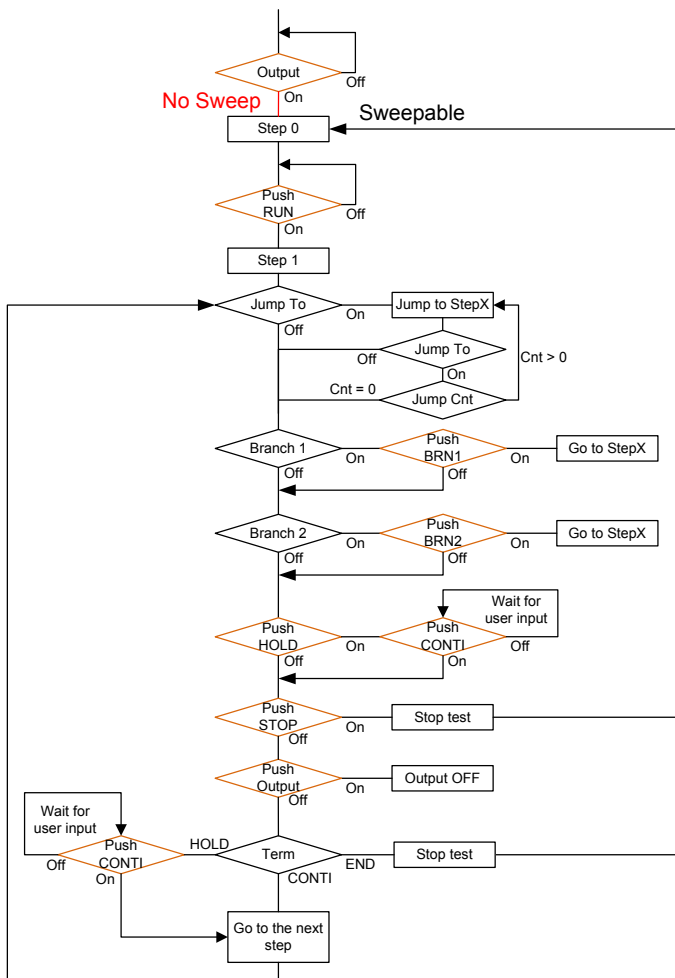 Output
Off
On
No Sweep
Sweepable
Step 0
Push
RUN
Off
On
Step 1
Jump To
On
Jump to StepX
Off
Off
Jump To
On
Cnt > 0
Cnt = 0
Jump Cnt
Branch 1
On
Push
BRN1
On
Go to StepX
Off
Off
Branch 2
On
Push
BRN2
On
Go to StepX
Off
Off
Wait for
user input
Push
HOLD
On
Push
CONTI
Off
Off
On
Push
STOP
On
Stop test
Off
Push
Output
On
Output OFF
Off
Wait for
user input
Push
CONTI
HOLD
Term
END
Stop test
Off
On
CONTI
Go to the next
step